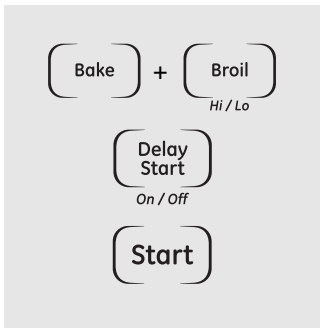 Bake + Broil
Hi / Lo
Delay
Start
On / Off
Start